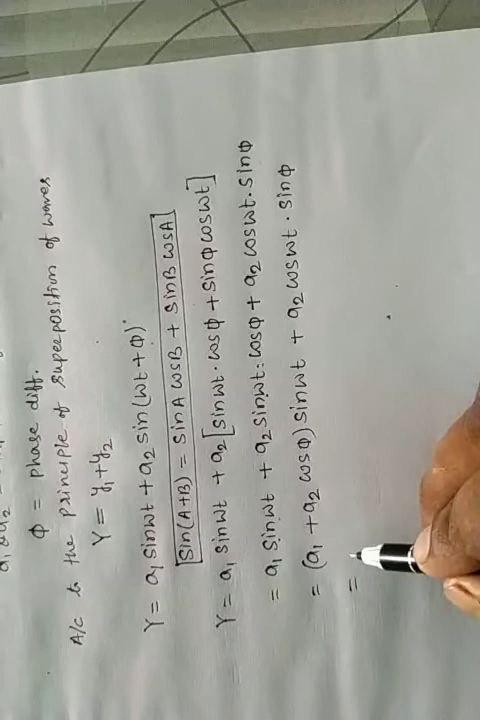 a₁ & a₂
Φ = phase diff.
A/c to the principle of superposition of waves
Y = y₁ + y₂
Y = a₁ sinωt + a₂ sin(ωt + Φ)
[sin(A+B) = sinA cosB + sinB cosA]
Y = a₁ sinωt + a₂ [sinωt · cosΦ + sinΦ cosωt]
= a₁ sinωt + a₂ sinωt · cosΦ + a₂ cosωt · sinΦ
= (a₁ + a₂ cosΦ) sinωt + a₂ cosωt · sinΦ
=